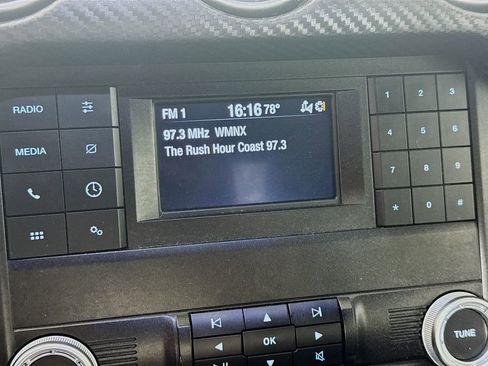 FM 1 16:16 78°
97.3 MHz WMNX
The Rush Hour Coast 97.3
RADIO
MEDIA
1 2 3
4 5 6
7 8 9
* 0 #
OK
TUNE